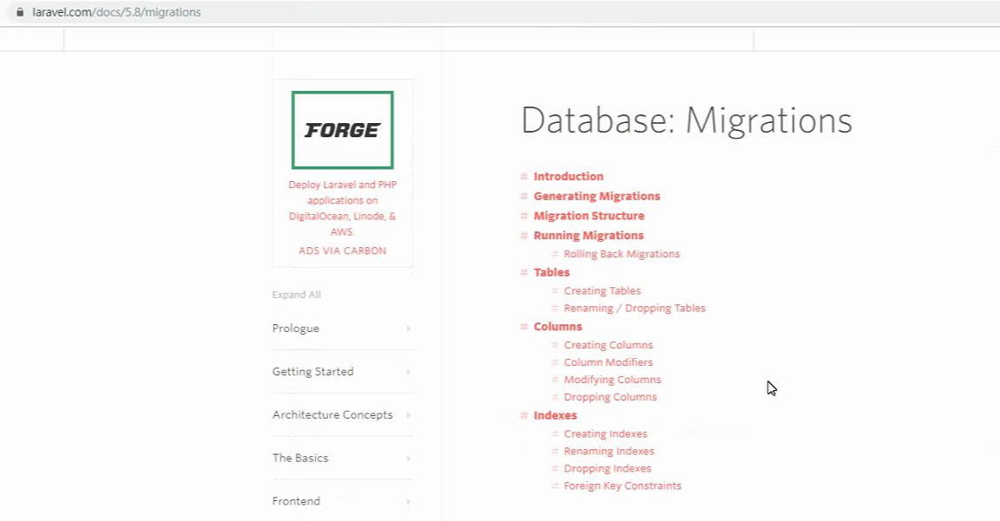 laravel.com/docs/5.8/migrations
FORGE
Deploy Laravel and PHP
applications on
DigitalOcean, Linode, &
AWS.
ADS VIA CARBON
Expand All
Prologue
Getting Started
Architecture Concepts
The Basics
Frontend
Database: Migrations
# Introduction
# Generating Migrations
# Migration Structure
# Running Migrations
# Rolling Back Migrations
# Tables
# Creating Tables
# Renaming / Dropping Tables
# Columns
# Creating Columns
# Column Modifiers
# Modifying Columns
# Dropping Columns
# Indexes
# Creating Indexes
# Renaming Indexes
# Dropping Indexes
# Foreign Key Constraints